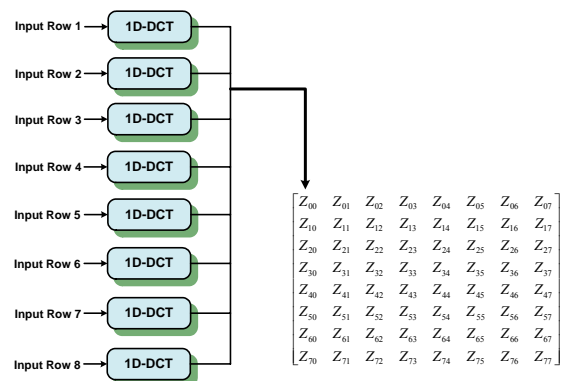 Input Row 1 1D-DCT
Input Row 2 1D-DCT
Input Row 3 1D-DCT
Input Row 4 1D-DCT
Input Row 5 1D-DCT
Input Row 6 1D-DCT
Input Row 7 1D-DCT
Input Row 8 1D-DCT
Z00 Z01 Z02 Z03 Z04 Z05 Z06 Z07
Z10 Z11 Z12 Z13 Z14 Z15 Z16 Z17
Z20 Z21 Z22 Z23 Z24 Z25 Z26 Z27
Z30 Z31 Z32 Z33 Z34 Z35 Z36 Z37
Z40 Z41 Z42 Z43 Z44 Z45 Z46 Z47
Z50 Z51 Z52 Z53 Z54 Z55 Z56 Z57
Z60 Z61 Z62 Z63 Z64 Z65 Z66 Z67
Z70 Z71 Z72 Z73 Z74 Z75 Z76 Z77